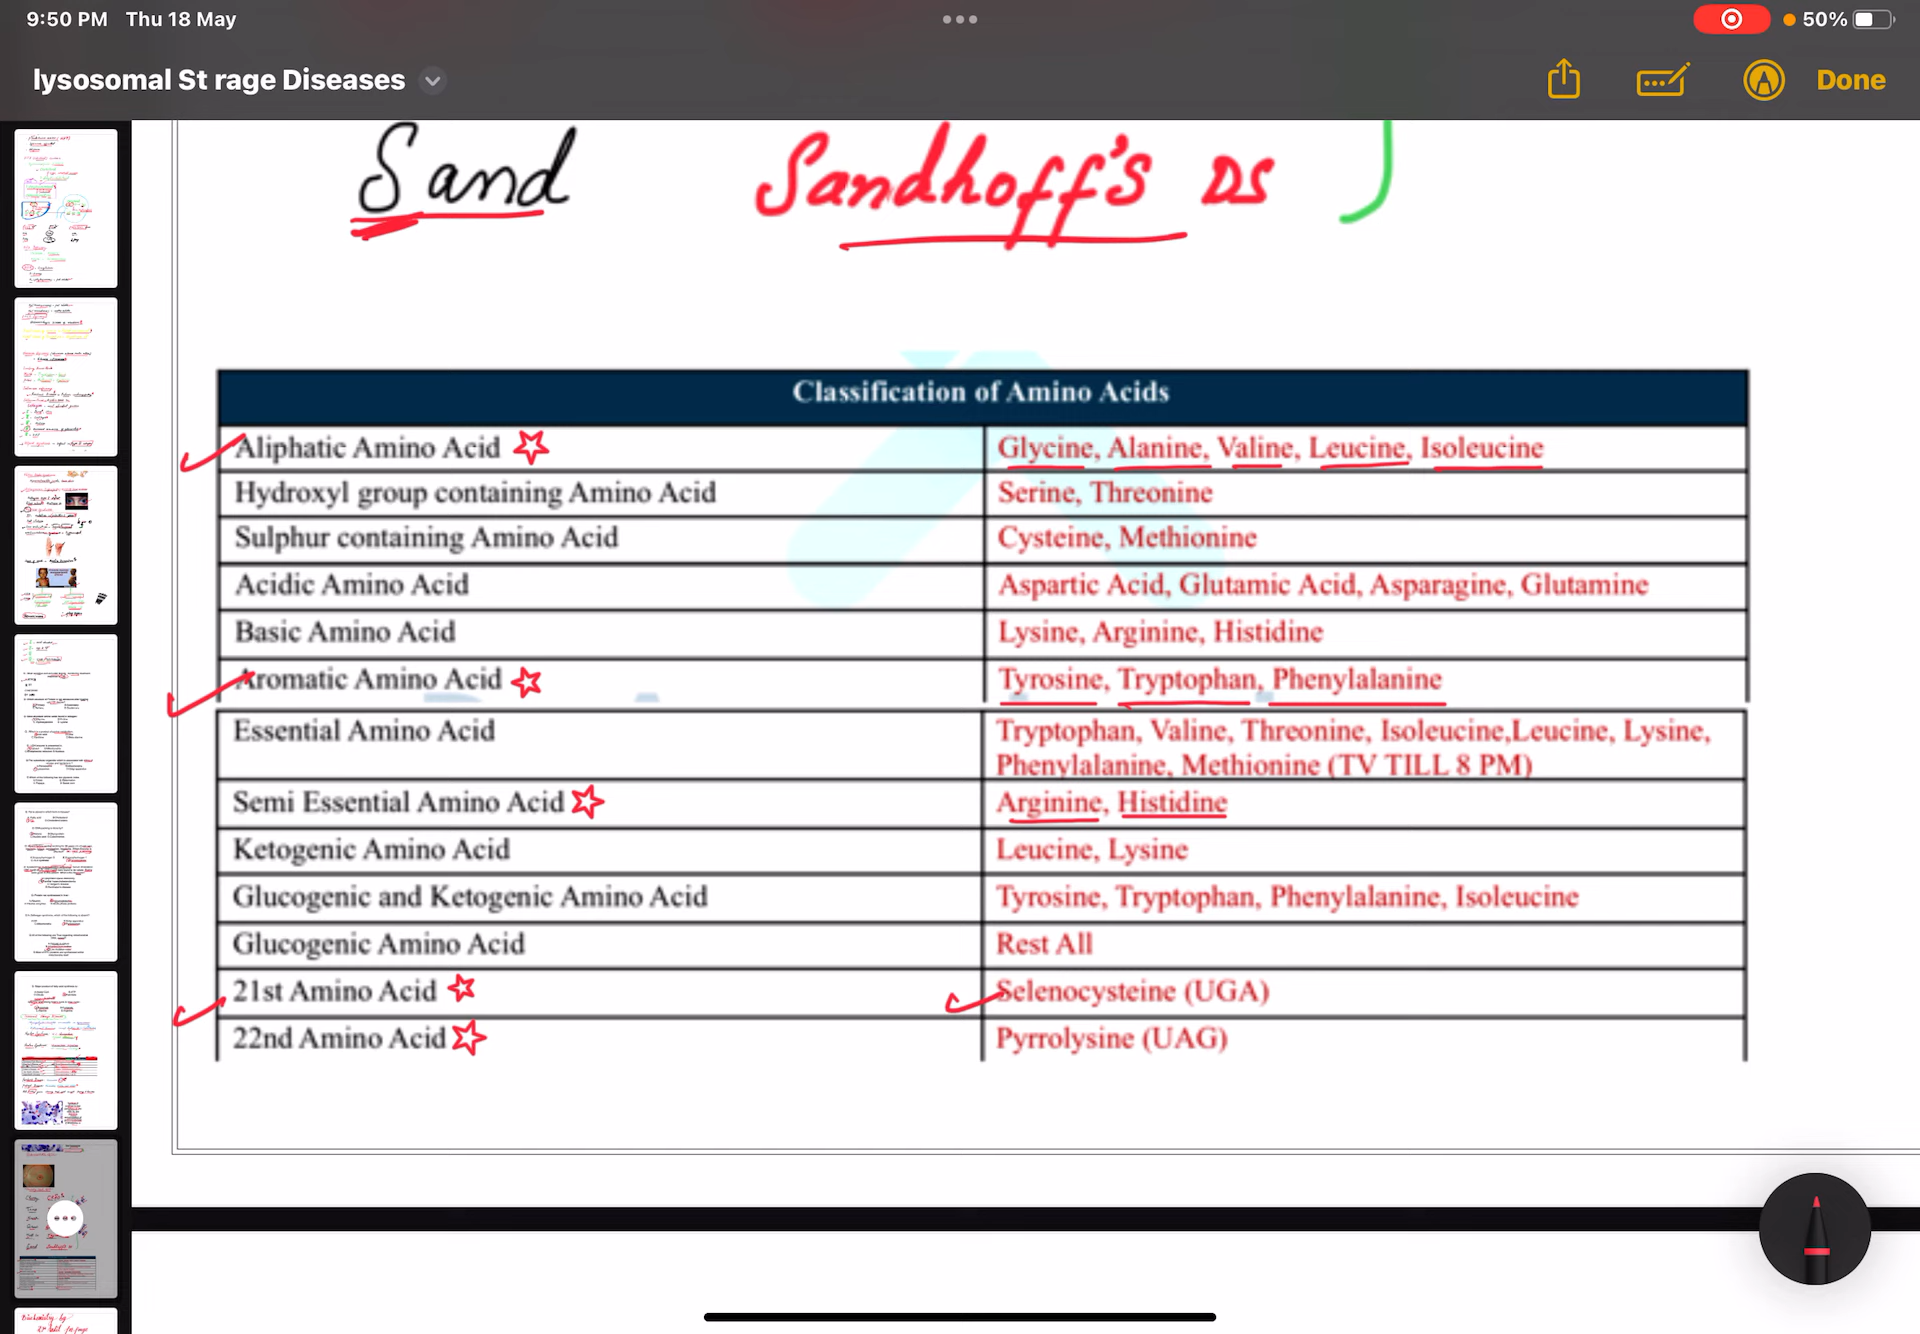 9:50 PM Thu 18 May
50%
lysosomal St rage Diseases
Done
Sand Sandhoff's DS
Classification of Amino Acids
Aliphatic Amino Acid Glycine, Alanine, Valine, Leucine, Isoleucine
Hydroxyl group containing Amino Acid Serine, Threonine
Sulphur containing Amino Acid Cysteine, Methionine
Acidic Amino Acid Aspartic Acid, Glutamic Acid, Asparagine, Glutamine
Basic Amino Acid Lysine, Arginine, Histidine
Aromatic Amino Acid Tyrosine, Tryptophan, Phenylalanine
Essential Amino Acid Tryptophan, Valine, Threonine, Isoleucine,Leucine, Lysine,
Phenylalanine, Methionine (TV TILL 8 PM)
Semi Essential Amino Acid Arginine, Histidine
Ketogenic Amino Acid Leucine, Lysine
Glucogenic and Ketogenic Amino Acid Tyrosine, Tryptophan, Phenylalanine, Isoleucine
Glucogenic Amino Acid Rest All
21st Amino Acid Selenocysteine (UGA)
22nd Amino Acid Pyrrolysine (UAG)